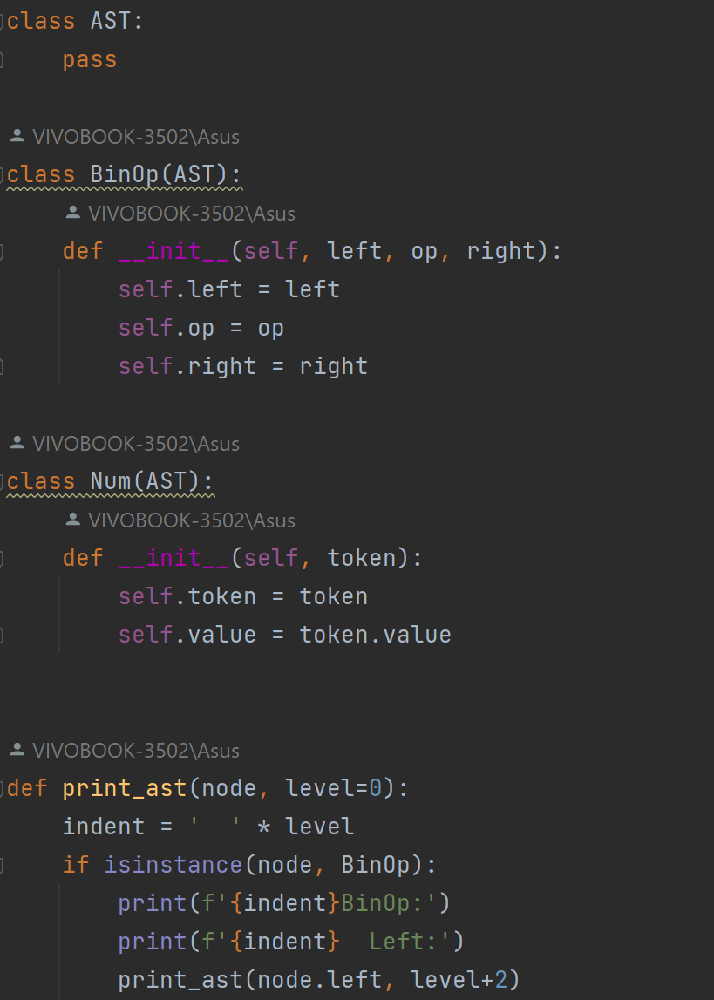 class AST:
    pass
VIVOBOOK-3502\Asus
class BinOp(AST):
VIVOBOOK-3502\Asus
    def __init__(self, left, op, right):
        self.left = left
        self.op = op
        self.right = right
VIVOBOOK-3502\Asus
class Num(AST):
VIVOBOOK-3502\Asus
    def __init__(self, token):
        self.token = token
        self.value = token.value
VIVOBOOK-3502\Asus
def print_ast(node, level=0):
    indent = '  ' * level
    if isinstance(node, BinOp):
        print(f'{indent}BinOp:')
        print(f'{indent}  Left:')
        print_ast(node.left, level+2)